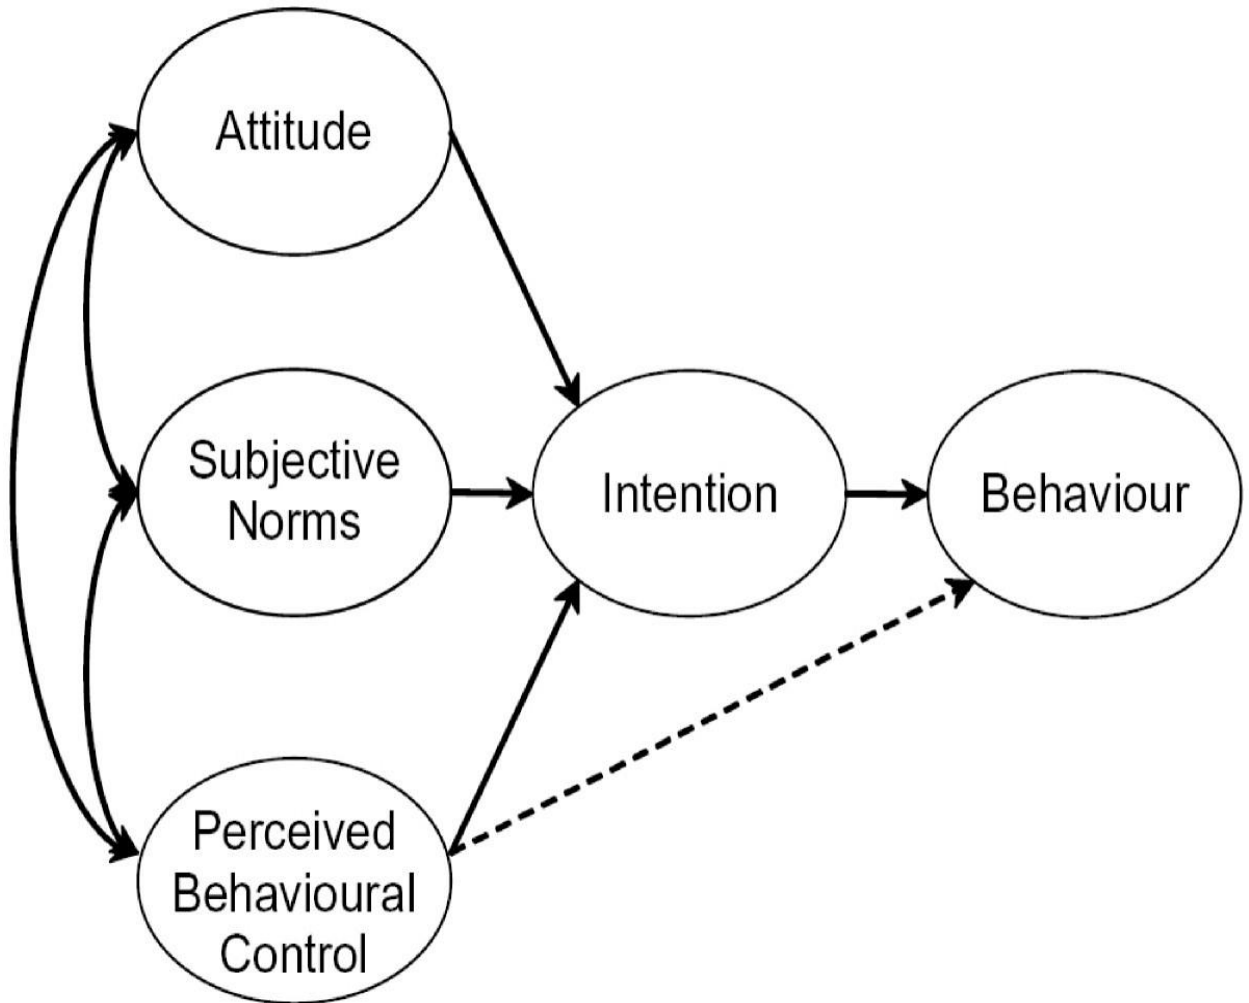 Attitude
Subjective
Norms
Intention
Behaviour
Perceived
Behavioural
Control